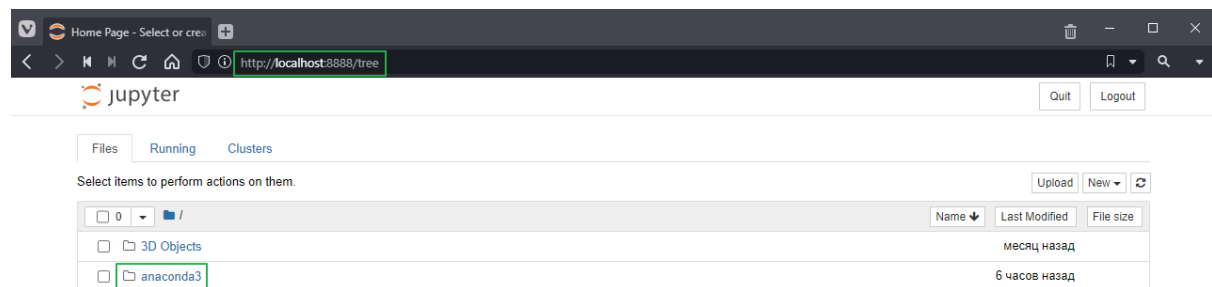 Home Page - Select or crea
http://localhost:8888/tree
jupyter
Quit Logout
Files Running Clusters
Select items to perform actions on them.
Upload New
0 /
Name Last Modified File size
3D Objects месяц назад
anaconda3 6 часов назад